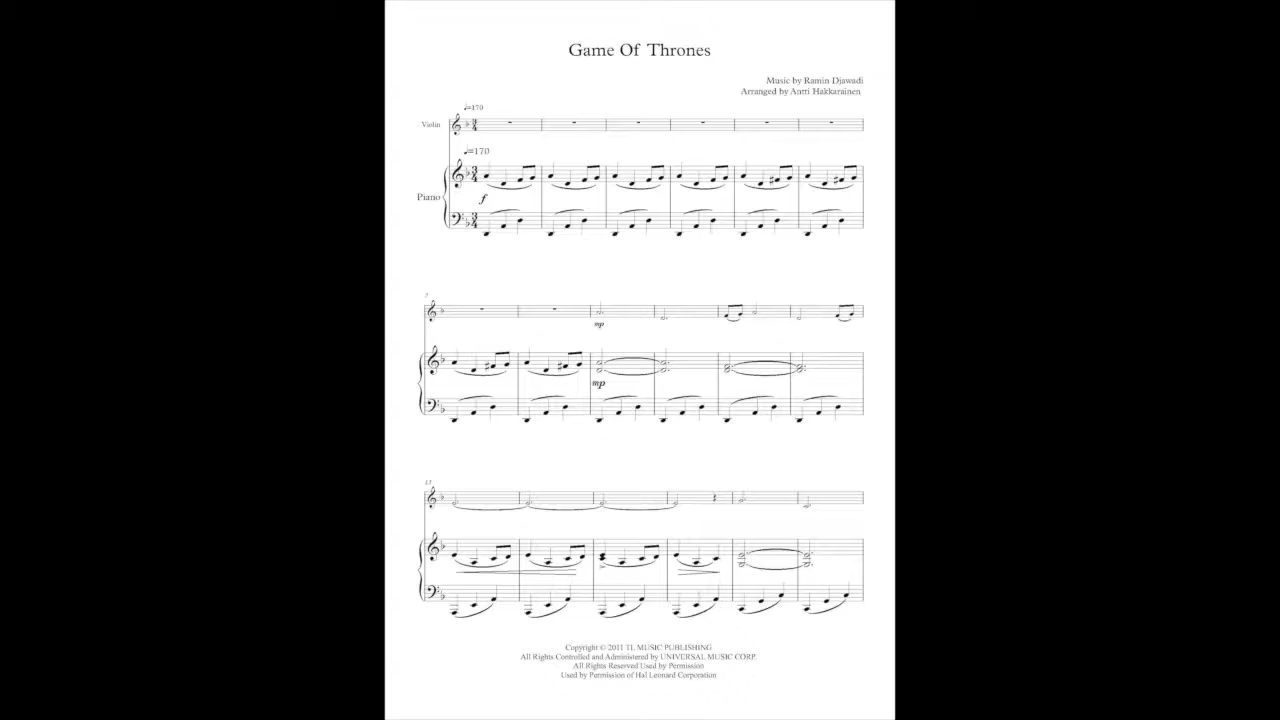 Game Of Thrones
Music by Ramin Djawadi
Arranged by Antti Hakkarainen
♩=170
Violin
♩=170
Piano
f
7
mp
mp
13
Copyright © 2011 TL MUSIC PUBLISHING
All Rights Controlled and Administered by UNIVERSAL MUSIC CORP.
All Rights Reserved Used by Permission
Used by Permission of Hal Leonard Corporation